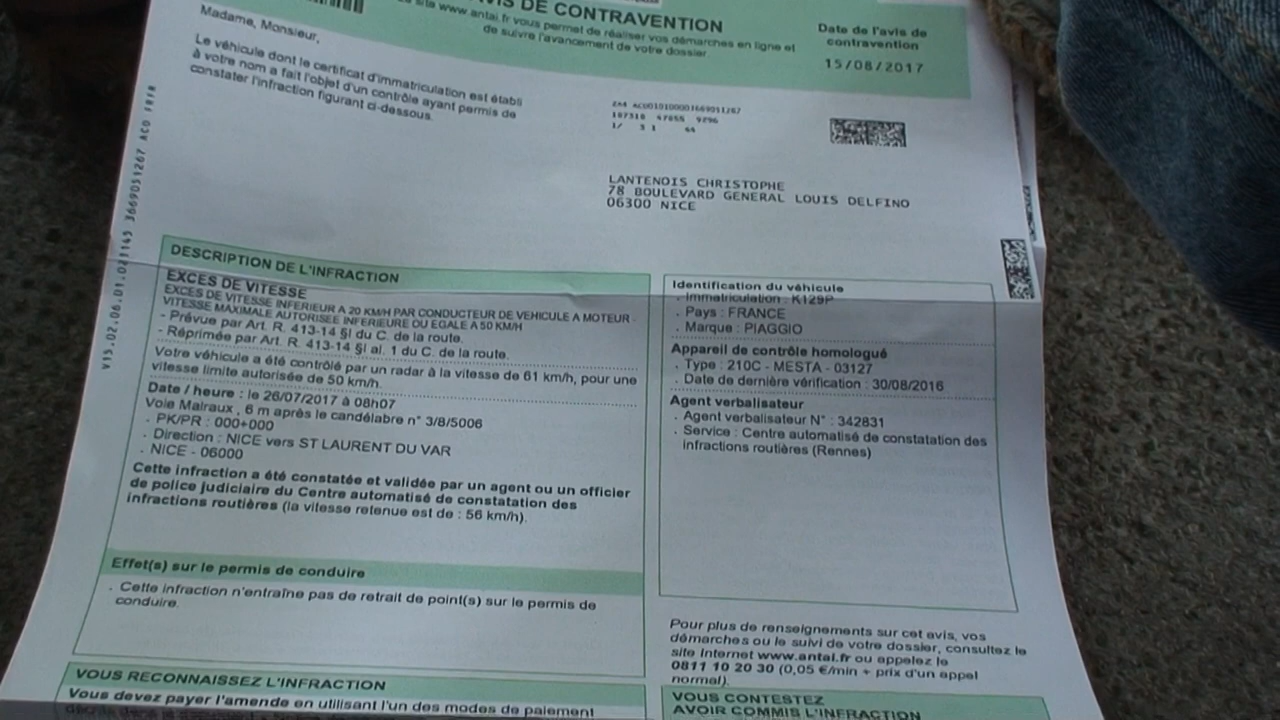 AVIS DE CONTRAVENTION
site www.antai.fr vous permet de réaliser vos démarches en ligne et
de suivre l'avancement de votre dossier.
Date de l'avis de
contravention
15/08/2017
Madame, Monsieur,
Le véhicule dont le certificat d'immatriculation est établi
à votre nom a fait l'objet d'un contrôle ayant permis de
constater l'infraction figurant ci-dessous.
LANTENOIS CHRISTOPHE
78 BOULEVARD GENERAL LOUIS DELFINO
06300 NICE
DESCRIPTION DE L'INFRACTION
EXCES DE VITESSE
EXCES DE VITESSE INFERIEUR A 20 KM/H PAR CONDUCTEUR DE VEHICULE A MOTEUR -
VITESSE MAXIMALE AUTORISEE INFERIEURE OU EGALE A 50 KM/H
- Prévue par Art. R. 413-14 §I du C. de la route.
- Réprimée par Art. R. 413-14 §I al. 1 du C. de la route.
Votre véhicule a été contrôlé par un radar à la vitesse de 61 km/h, pour une
vitesse limite autorisée de 50 km/h.
Date / heure : le 26/07/2017 à 08h07
Voie Malraux , 6 m après le candélabre n° 3/8/5006
. PK/PR : 000+000
. Direction : NICE vers ST LAURENT DU VAR
. NICE - 06000
Cette infraction a été constatée et validée par un agent ou un officier
de police judiciaire du Centre automatisé de constatation des
infractions routières (la vitesse retenue est de : 56 km/h).
Effet(s) sur le permis de conduire
. Cette infraction n'entraîne pas de retrait de point(s) sur le permis de
conduire.
VOUS RECONNAISSEZ L'INFRACTION
Vous devez payer l'amende en utilisant l'un des modes de paiement
Identification du véhicule
. Immatriculation : K129P
. Pays : FRANCE
. Marque : PIAGGIO
Appareil de contrôle homologué
. Type : 210C - MESTA - 03127
. Date de dernière vérification : 30/08/2016
Agent verbalisateur
. Agent verbalisateur N° : 342831
. Service : Centre automatisé de constatation des
infractions routières (Rennes)
Pour plus de renseignements sur cet avis, vos
démarches ou le suivi de votre dossier, consultez le
site Internet www.antai.fr ou appelez le
0811 10 20 30 (0,05 €/min + prix d'un appel
normal).
VOUS CONTESTEZ
AVOIR COMMIS L'INFRACTION